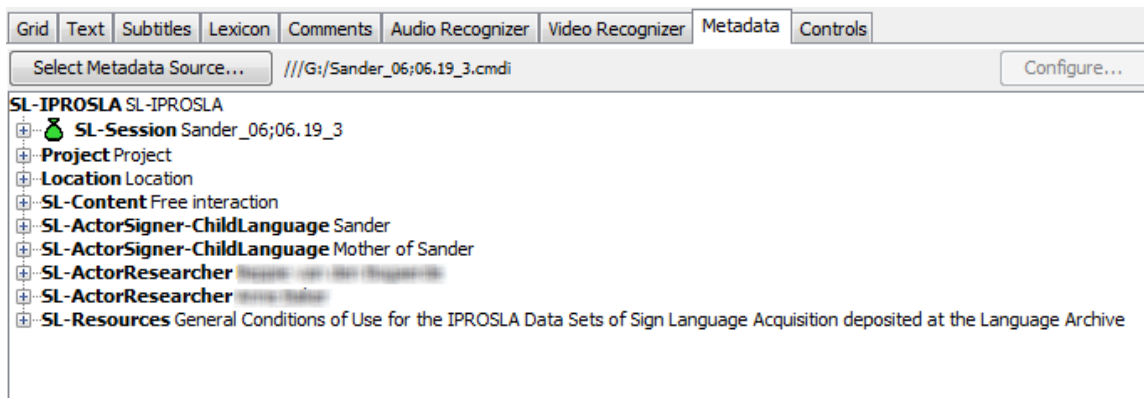 Grid Text Subtitles Lexicon Comments Audio Recognizer Video Recognizer Metadata Controls
Select Metadata Source... ///G:/Sander_06;06.19_3.cmdi Configure...
SL-IPROSLA SL-IPROSLA
SL-Session Sander_06;06.19_3
Project Project
Location Location
SL-Content Free interaction
SL-ActorSigner-ChildLanguage Sander
SL-ActorSigner-ChildLanguage Mother of Sander
SL-ActorResearcher
SL-ActorResearcher
SL-Resources General Conditions of Use for the IPROSLA Data Sets of Sign Language Acquisition deposited at the Language Archive